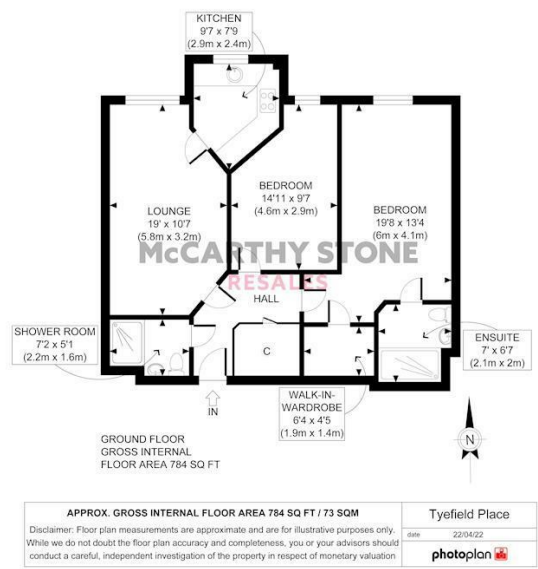 KITCHEN
9'7 x 7'9
(2.9m x 2.4m)
BEDROOM
14'11 x 9'7
(4.6m x 2.9m)
LOUNGE
19' x 10'7
(5.8m x 3.2m)
BEDROOM
19'8 x 13'4
(6m x 4.1m)
McCARTHY STONE
RESALES
HALL
SHOWER ROOM
7'2 x 5'1
(2.2m x 1.6m)
C
ENSUITE
7' x 6'7
(2.1m x 2m)
WALK-IN-
WARDROBE
6'4 x 4'5
(1.9m x 1.4m)
IN
N
GROUND FLOOR
GROSS INTERNAL
FLOOR AREA 784 SQ FT
APPROX. GROSS INTERNAL FLOOR AREA 784 SQ FT / 73 SQM
Disclaimer: Floor plan measurements are approximate and are for illustrative purposes only.
While we do not doubt the floor plan accuracy and completeness, you or your advisors should
conduct a careful, independent investigation of the property in respect of monetary valuation
Tyefield Place
date 22/04/22
photoplan